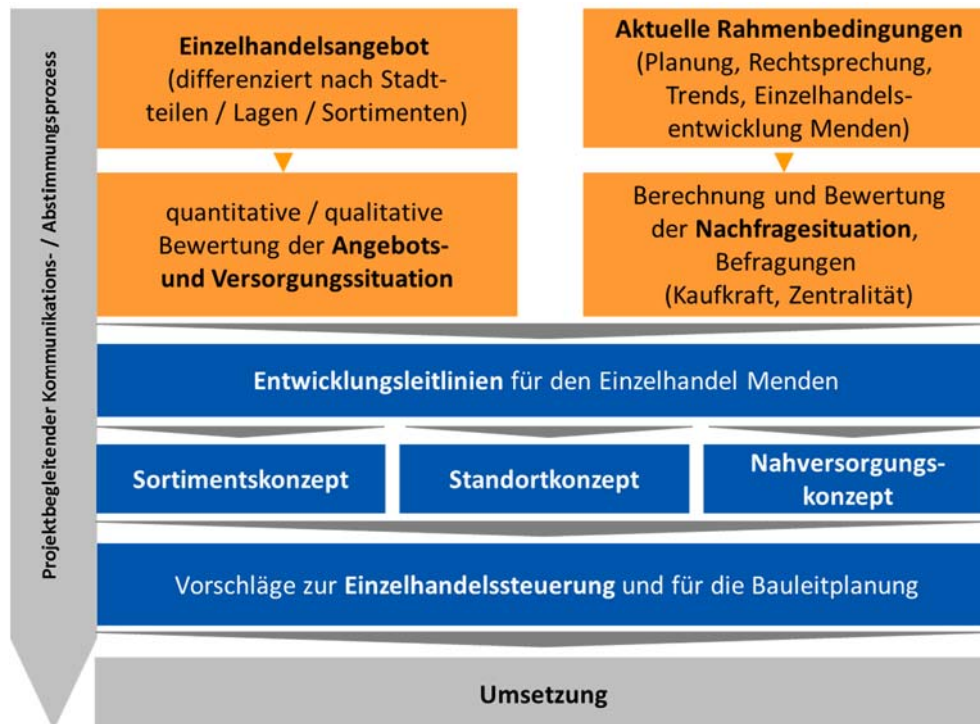 Projektbegleitender Kommunikations- / Abstimmungsprozess
Einzelhandelsangebot
(differenziert nach Stadt-
teilen / Lagen / Sortimenten)
Aktuelle Rahmenbedingungen
(Planung, Rechtsprechung,
Trends, Einzelhandels-
entwicklung Menden)
quantitative / qualitative
Bewertung der Angebots-
und Versorgungssituation
Berechnung und Bewertung
der Nachfragesituation,
Befragungen
(Kaufkraft, Zentralität)
Entwicklungsleitlinien für den Einzelhandel Menden
Sortimentskonzept
Standortkonzept
Nahversorgungs-
konzept
Vorschläge zur Einzelhandelssteuerung und für die Bauleitplanung
Umsetzung